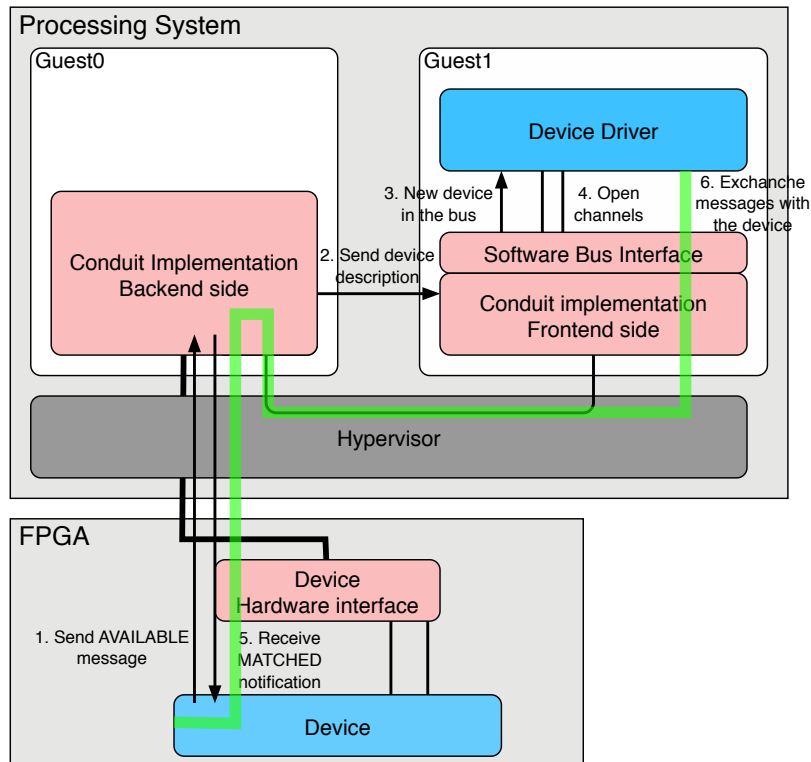 Processing System
Guest0
Guest1
Device Driver
3. New device
in the bus
4. Open
channels
6. Exchanche
messages with
the device
Conduit Implementation
Backend side
2. Send device
description
Software Bus Interface
Conduit implementation
Frontend side
Hypervisor
FPGA
Device
Hardware interface
1. Send AVAILABLE
message
5. Receive
MATCHED
notification
Device